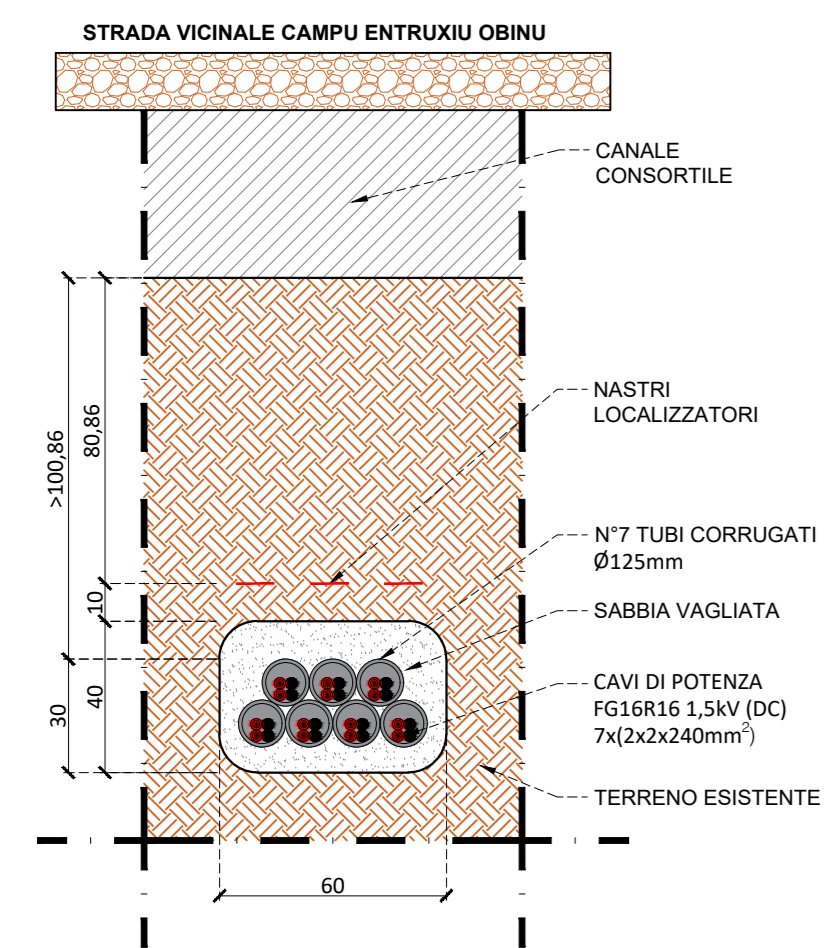 STRADA VICINALE CAMPU ENTRUXIU OBINU
CANALE
CONSORTILE
NASTRI
LOCALIZZATORI
>100,86
80,86
N°7 TUBI CORRUGATI
Ø125mm
10
SABBIA VAGLIATA
CAVI DI POTENZA
FG16R16 1,5kV (DC)
7x(2x2x240mm²)
30
40
TERRENO ESISTENTE
60